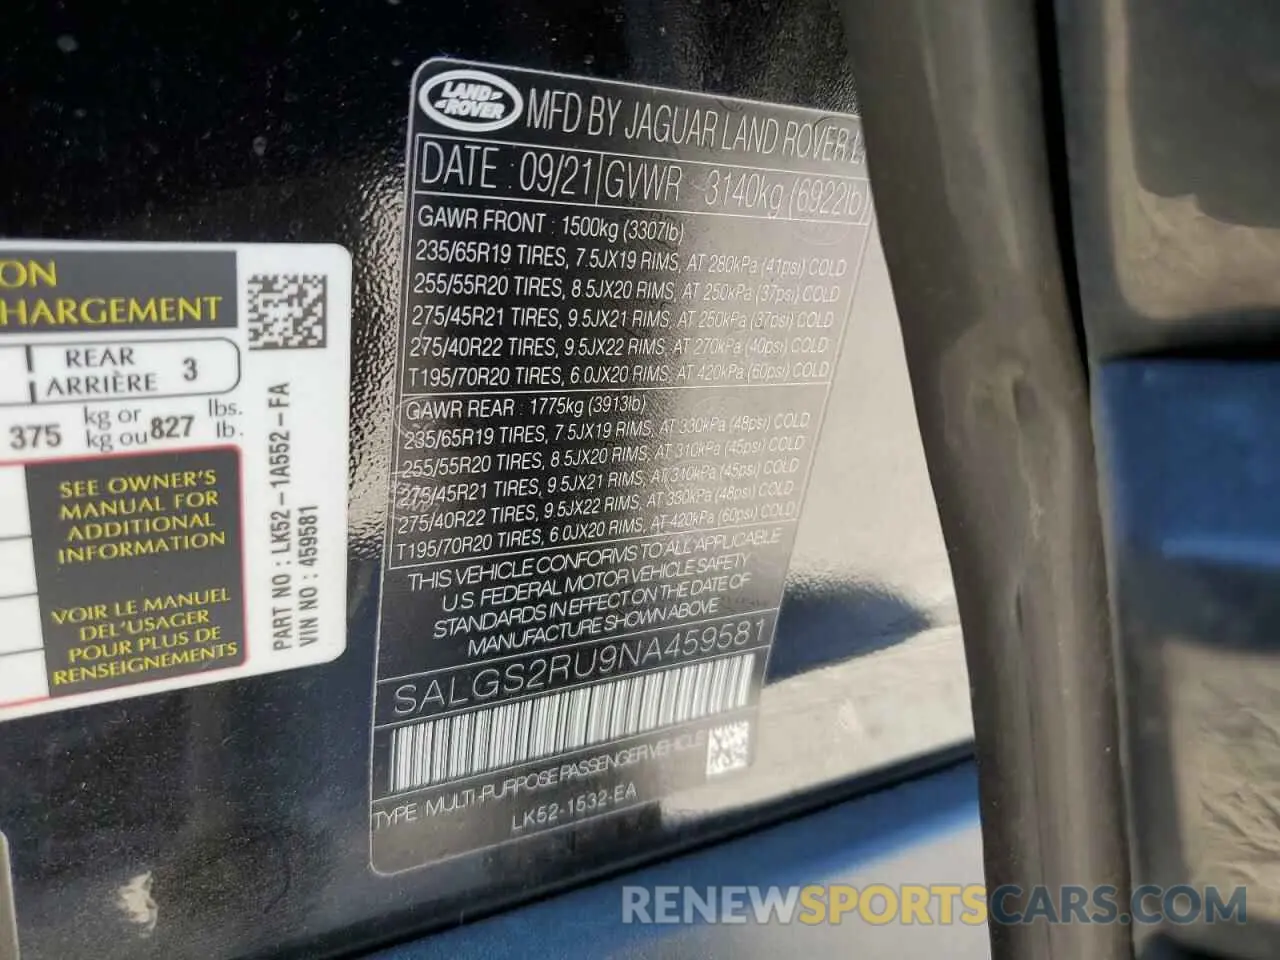 ON
HARGEMENT
REAR
ARRIÈRE 3
375 kg or 827 lbs.
kg ou lb.
SEE OWNER'S
MANUAL FOR
ADDITIONAL
INFORMATION
VOIR LE MANUEL
DEL'USAGER
POUR PLUS DE
RENSEIGNEMENTS
PART NO : LK52-1A552-FA
VIN NO : 459581
LAND
ROVER
MFD BY JAGUAR LAND ROVER
DATE : 09/21 GVWR : 3140kg (6922lb)
GAWR FRONT : 1500kg (3307lb)
235/65R19 TIRES, 7.5JX19 RIMS, AT 280kPa (41psi) COLD
255/55R20 TIRES, 8.5JX20 RIMS, AT 250kPa (37psi) COLD
275/45R21 TIRES, 9.5JX21 RIMS, AT 250kPa (37psi) COLD
275/40R22 TIRES, 9.5JX22 RIMS, AT 270kPa (40psi) COLD
T195/70R20 TIRES, 6.0JX20 RIMS, AT 420kPa (60psi) COLD
GAWR REAR : 1775kg (3913lb)
235/65R19 TIRES, 7.5JX19 RIMS, AT 330kPa (48psi) COLD
255/55R20 TIRES, 8.5JX20 RIMS, AT 310kPa (45psi) COLD
275/45R21 TIRES, 9.5JX21 RIMS, AT 310kPa (45psi) COLD
275/40R22 TIRES, 9.5JX22 RIMS, AT 330kPa (48psi) COLD
T195/70R20 TIRES, 6.0JX20 RIMS, AT 420kPa (60psi) COLD
THIS VEHICLE CONFORMS TO ALL APPLICABLE
U.S FEDERAL MOTOR VEHICLE SAFETY
STANDARDS IN EFFECT ON THE DATE OF
MANUFACTURE SHOWN ABOVE
SALGS2RU9NA459581
TYPE MULTI-PURPOSE PASSENGER VEHICLE
LK52-1532-EA
RENEWSPORTSCARS.COM